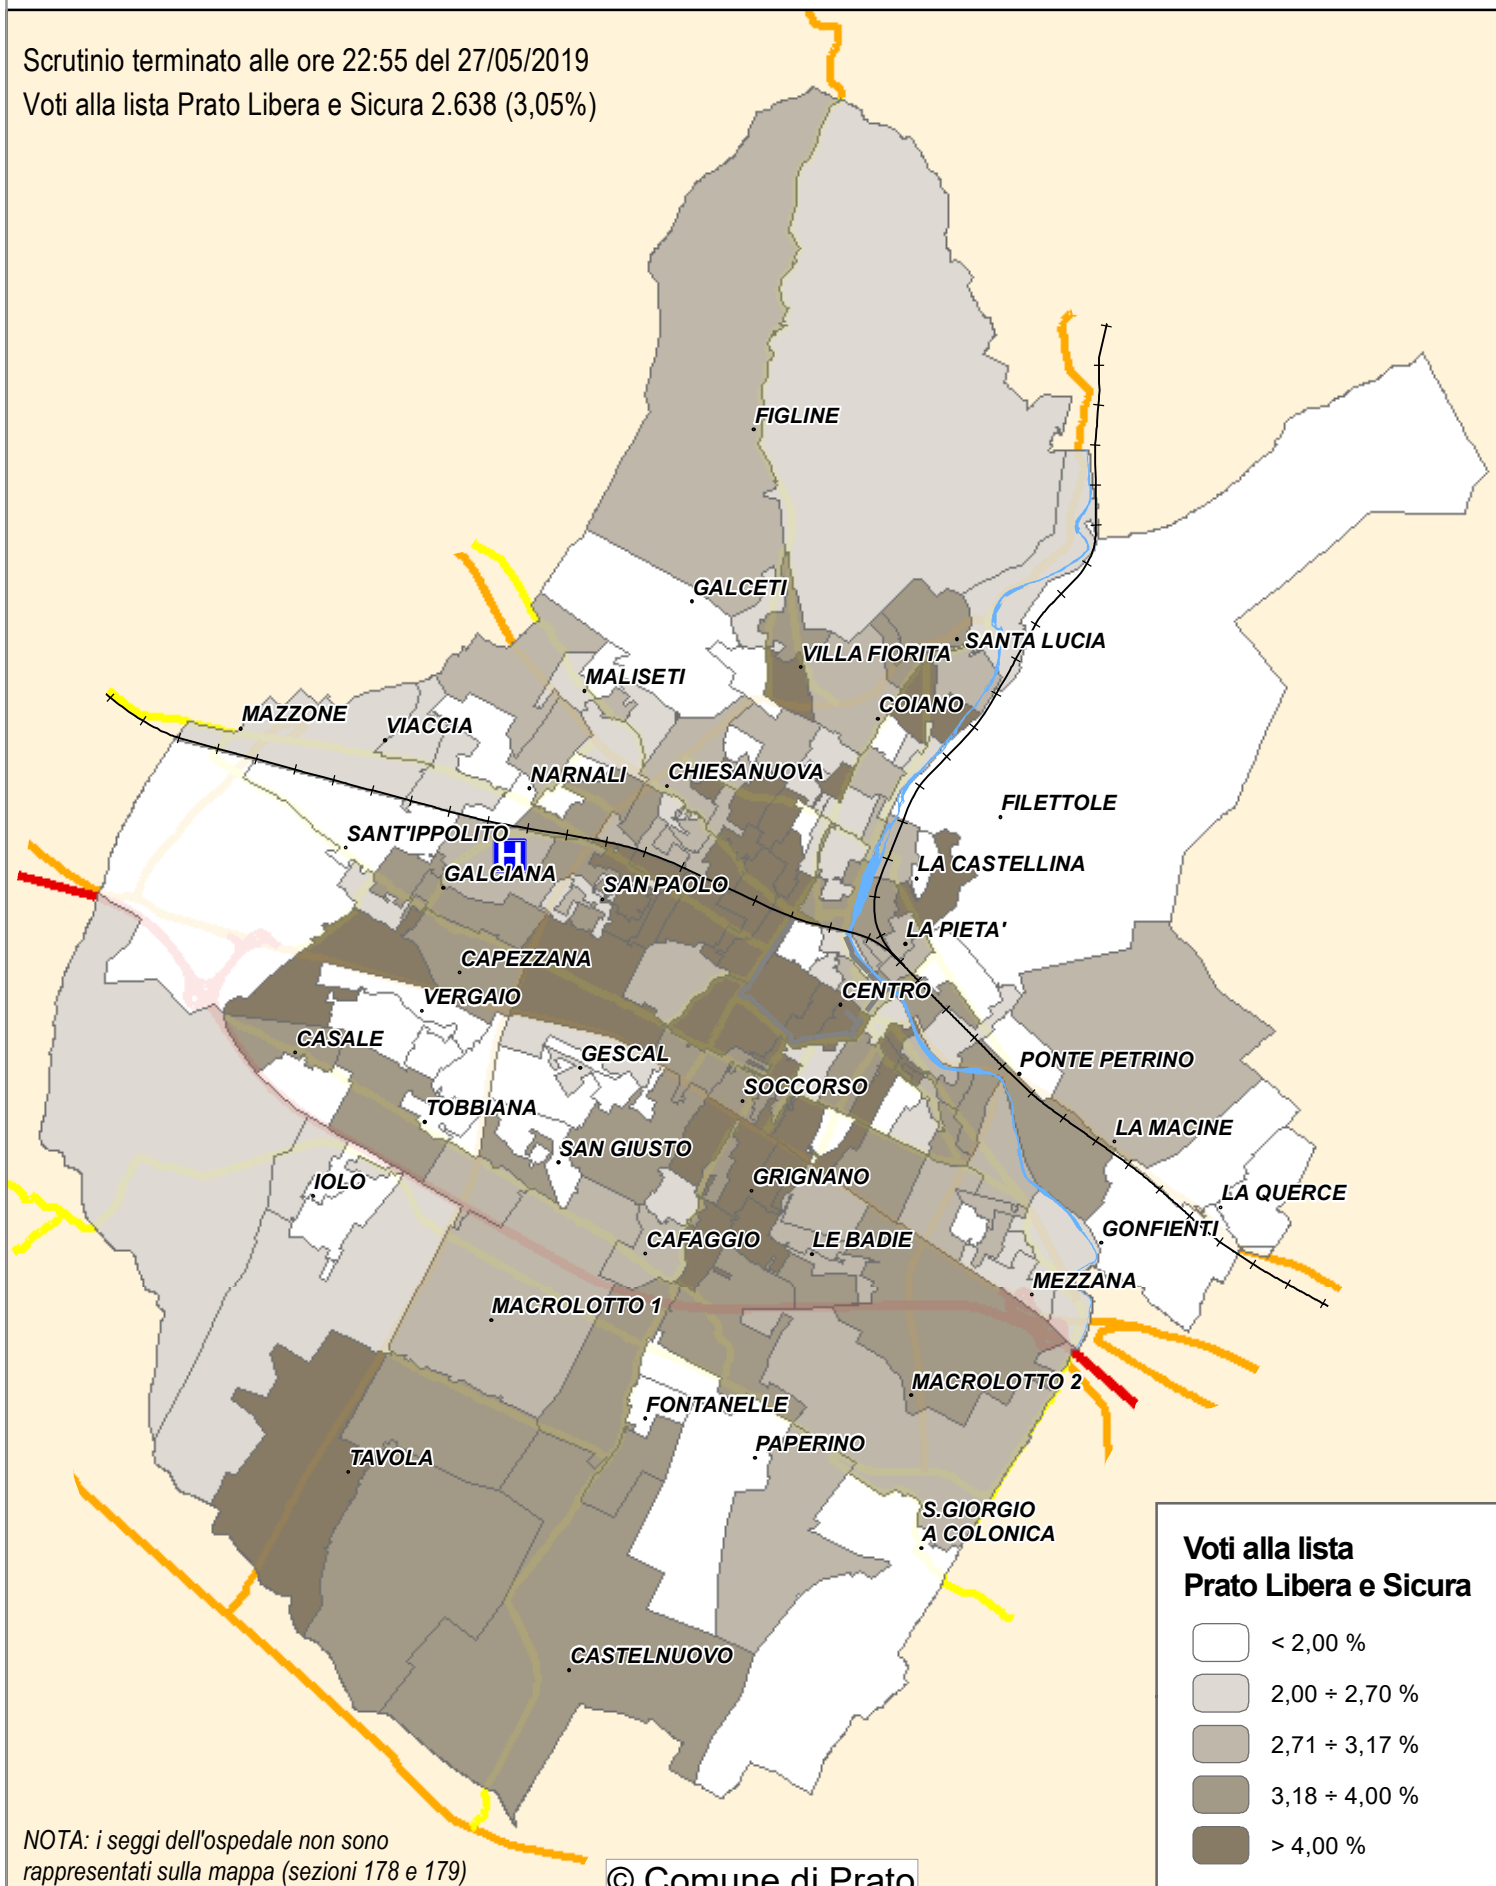 Scrutinio terminato alle ore 22:55 del 27/05/2019
Voti alla lista Prato Libera e Sicura 2.638 (3,05%)
FIGLINE
GALCETI
SANTA LUCIA
VILLA FIORITA
MALISETI
COIANO
MAZZONE
VIACCIA
NARNALI
CHIESANUOVA
FILETTOLE
SANT'IPPOLITO
H
LA CASTELLINA
GALCIANA
SAN PAOLO
LA PIETA'
CAPEZZANA
CENTRO
VERGAIO
CASALE
GESCAL
PONTE PETRINO
SOCCORSO
TOBBIANA
LA MACINE
SAN GIUSTO
GRIGNANO
IOLO
LA QUERCE
GONFIENTI
CAFAGGIO
LE BADIE
MEZZANA
MACROLOTTO 1
MACROLOTTO 2
FONTANELLE
PAPERINO
TAVOLA
S.GIORGIO
A COLONICA
CASTELNUOVO
Voti alla lista
Prato Libera e Sicura
< 2,00 %
2,00 ÷ 2,70 %
2,71 ÷ 3,17 %
3,18 ÷ 4,00 %
> 4,00 %
NOTA: i seggi dell'ospedale non sono
rappresentati sulla mappa (sezioni 178 e 179)
© Comune di Prato